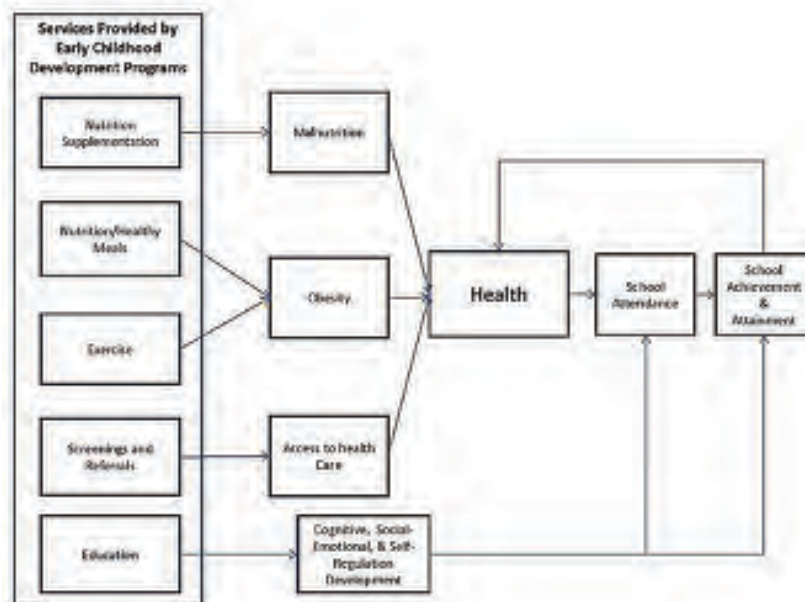 Services Provided by
Early Childhood
Development Programs
Nutrition
Supplementation
Malnutrition
Nutrition/Healthy
Meals
Obesity
Health
School
Attendance
School
Achievement
&
Attainment
Exercise
Screenings and
Referrals
Access to health
Care
Education
Cognitive, Social-
Emotional, & Self-
Regulation
Development